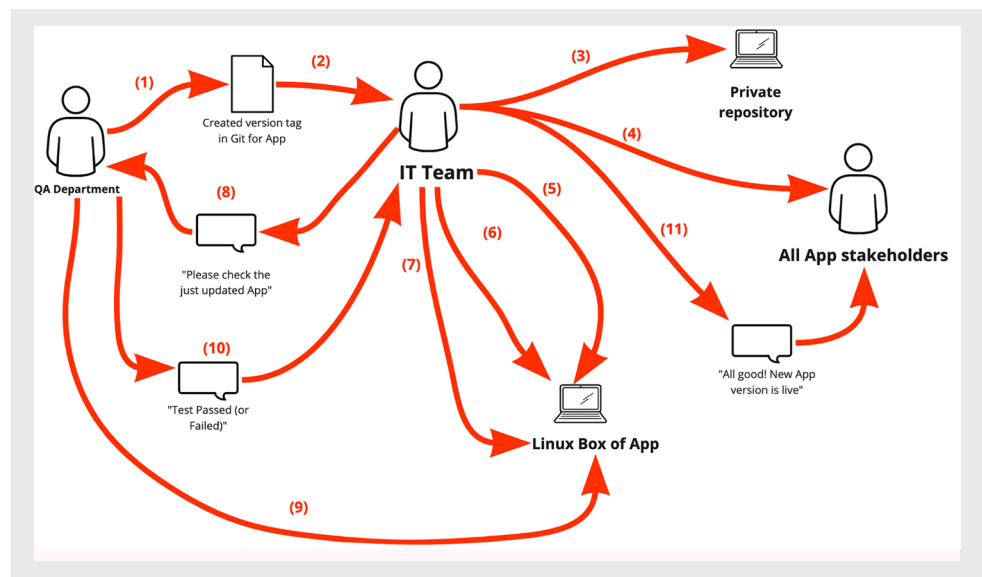 (1)
(2)
(3)
Created version tag
in Git for App
Private
repository
(4)
IT Team
QA Department
(5)
(8)
(6)
(11)
(7)
All App stakeholders
"Please check the
just updated App"
(10)
"All good! New App
version is live"
"Test Passed (or
Failed)"
Linux Box of App
(9)